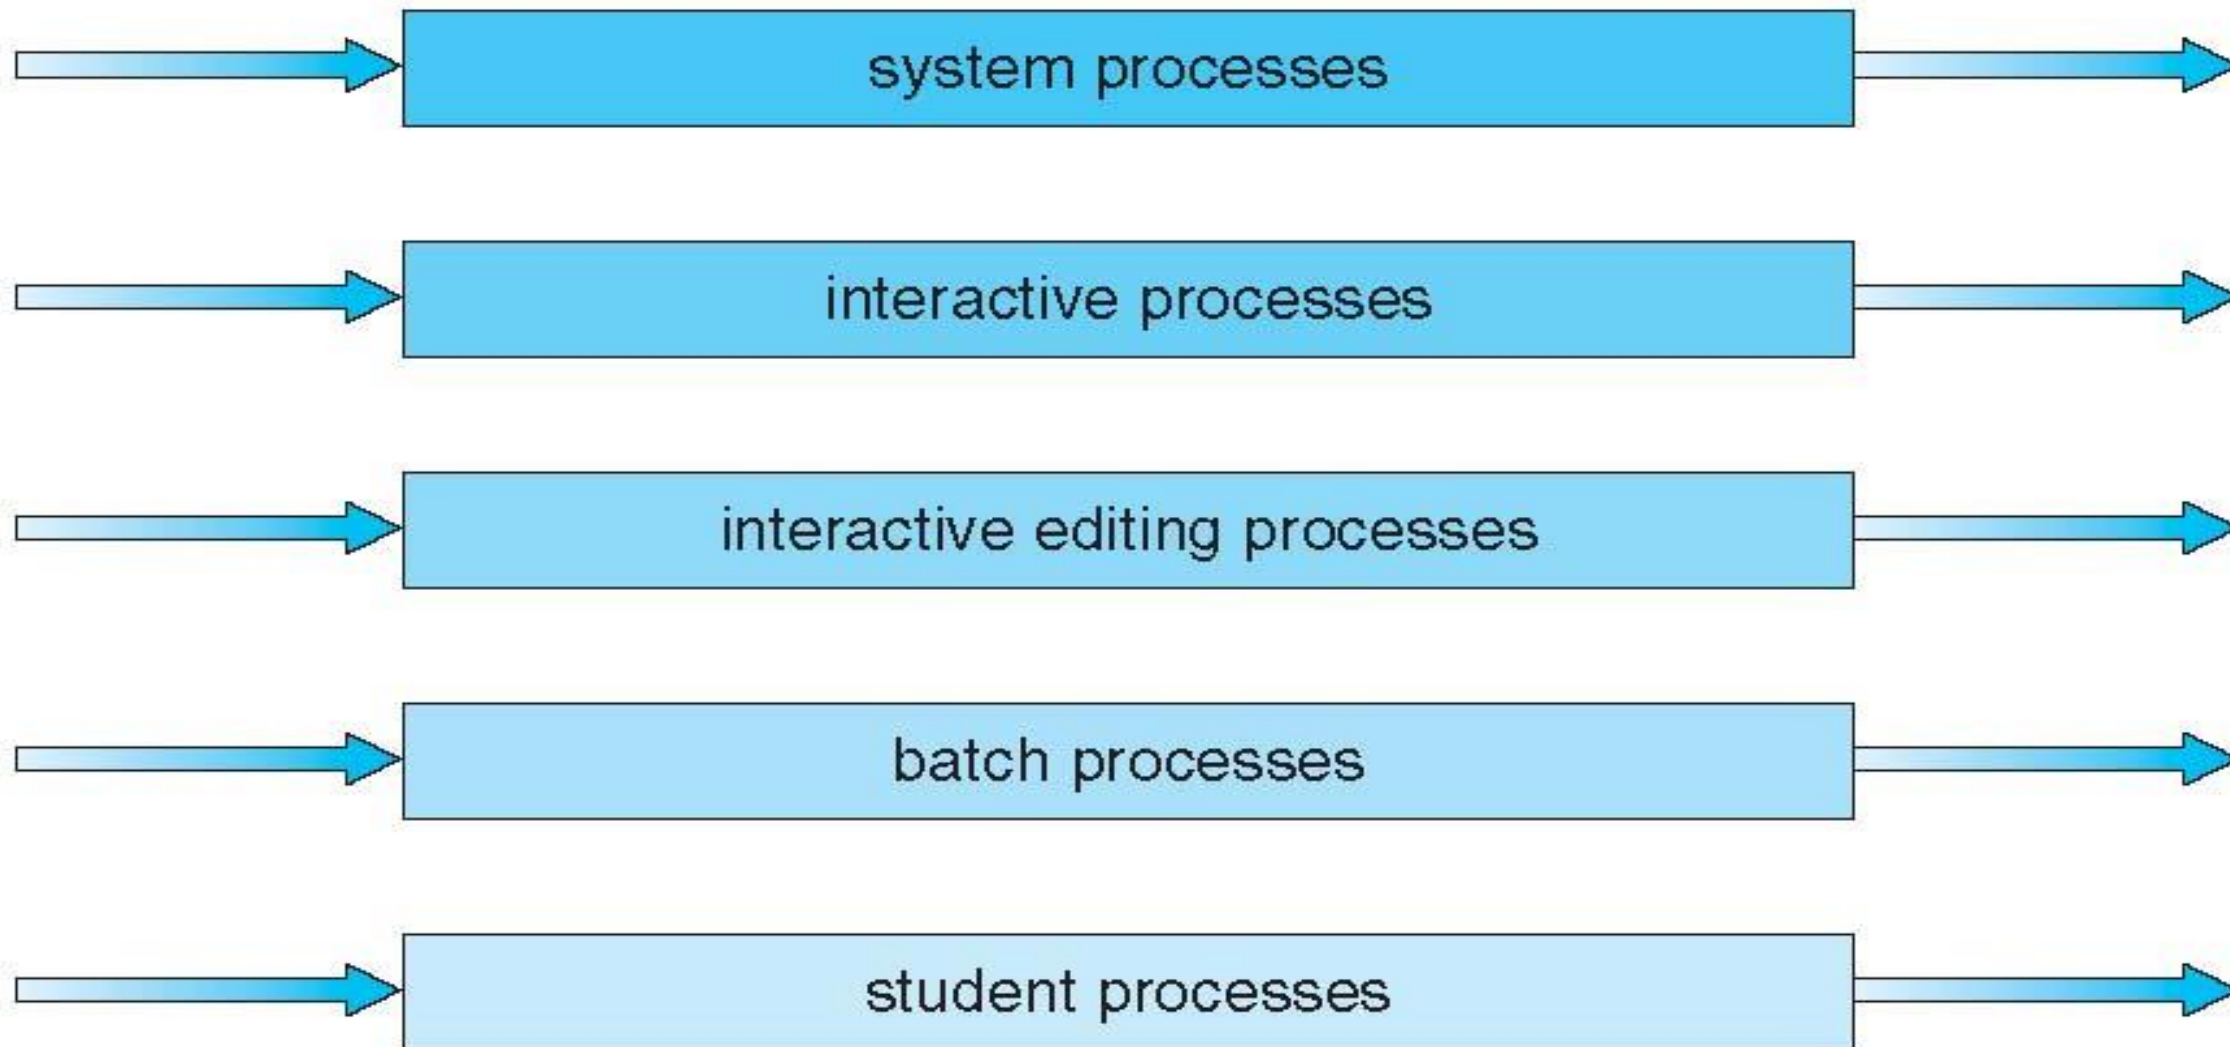 system processes
interactive processes
interactive editing processes
batch processes
student processes